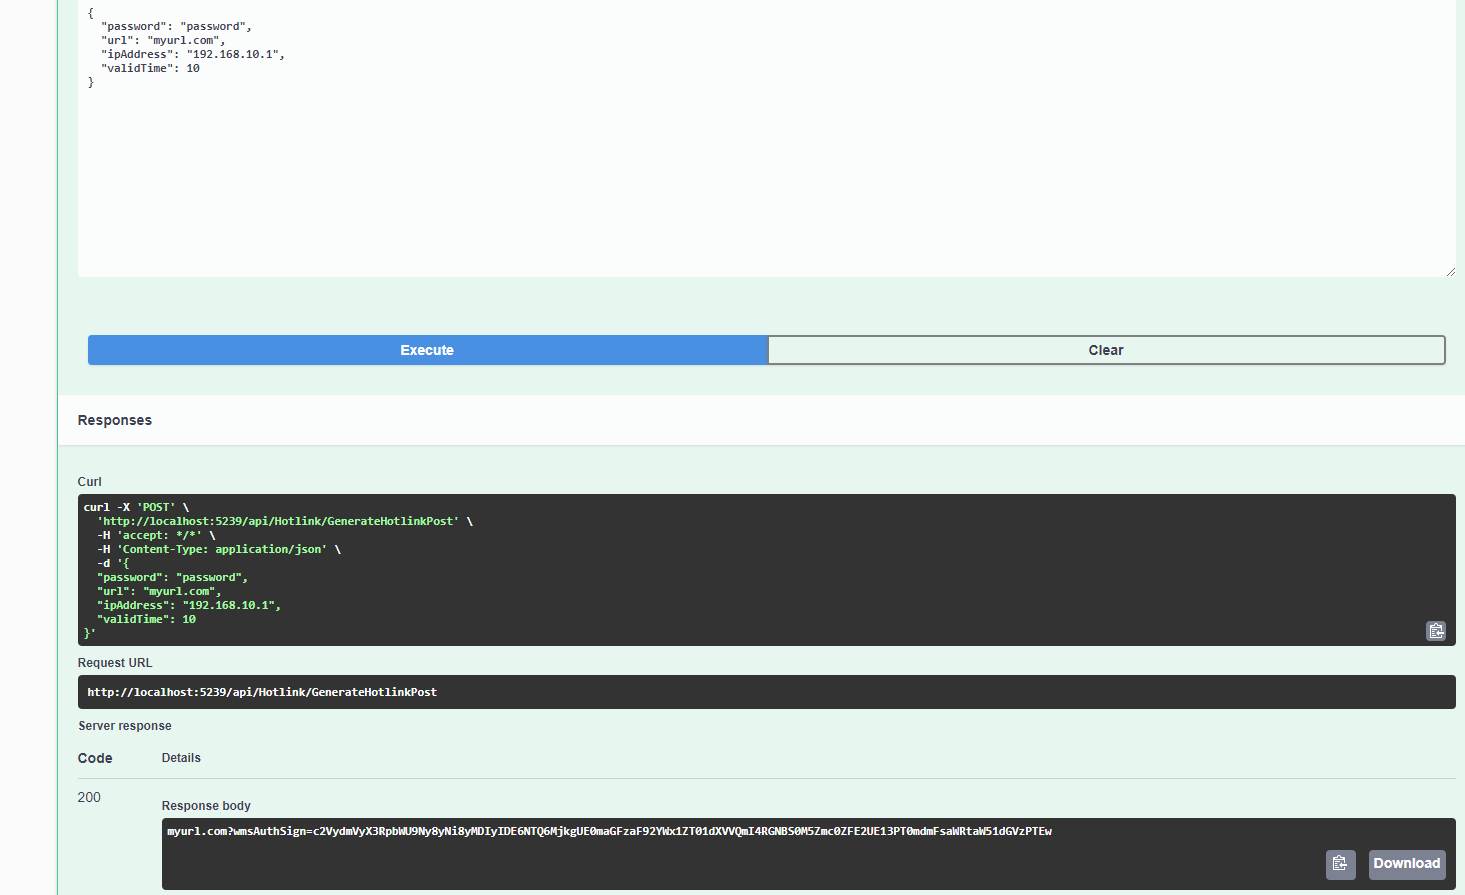 {
  "password": "password",
  "url": "myurl.com",
  "ipAddress": "192.168.10.1",
  "validTime": 10
}
Execute
Clear
Responses
Curl
curl -X 'POST' \
  'http://localhost:5239/api/Hotlink/GenerateHotlinkPost' \
  -H 'accept: */*' \
  -H 'Content-Type: application/json' \
  -d '{
  "password": "password",
  "url": "myurl.com",
  "ipAddress": "192.168.10.1",
  "validTime": 10
}'
Request URL
http://localhost:5239/api/Hotlink/GenerateHotlinkPost
Server response
Code Details
200
Response body
myurl.com?wmsAuthSign=c2VydmVyX3RpbWU9Ny8yNi8yMDIyIDE6NTQ6MjkgUE0maGFzaF92YWx1ZT01dXVVQmI4RGNBS0M5Zmc0ZFE2UE13PT0mdmFsaWRtaW51dGVzPTEw
Download